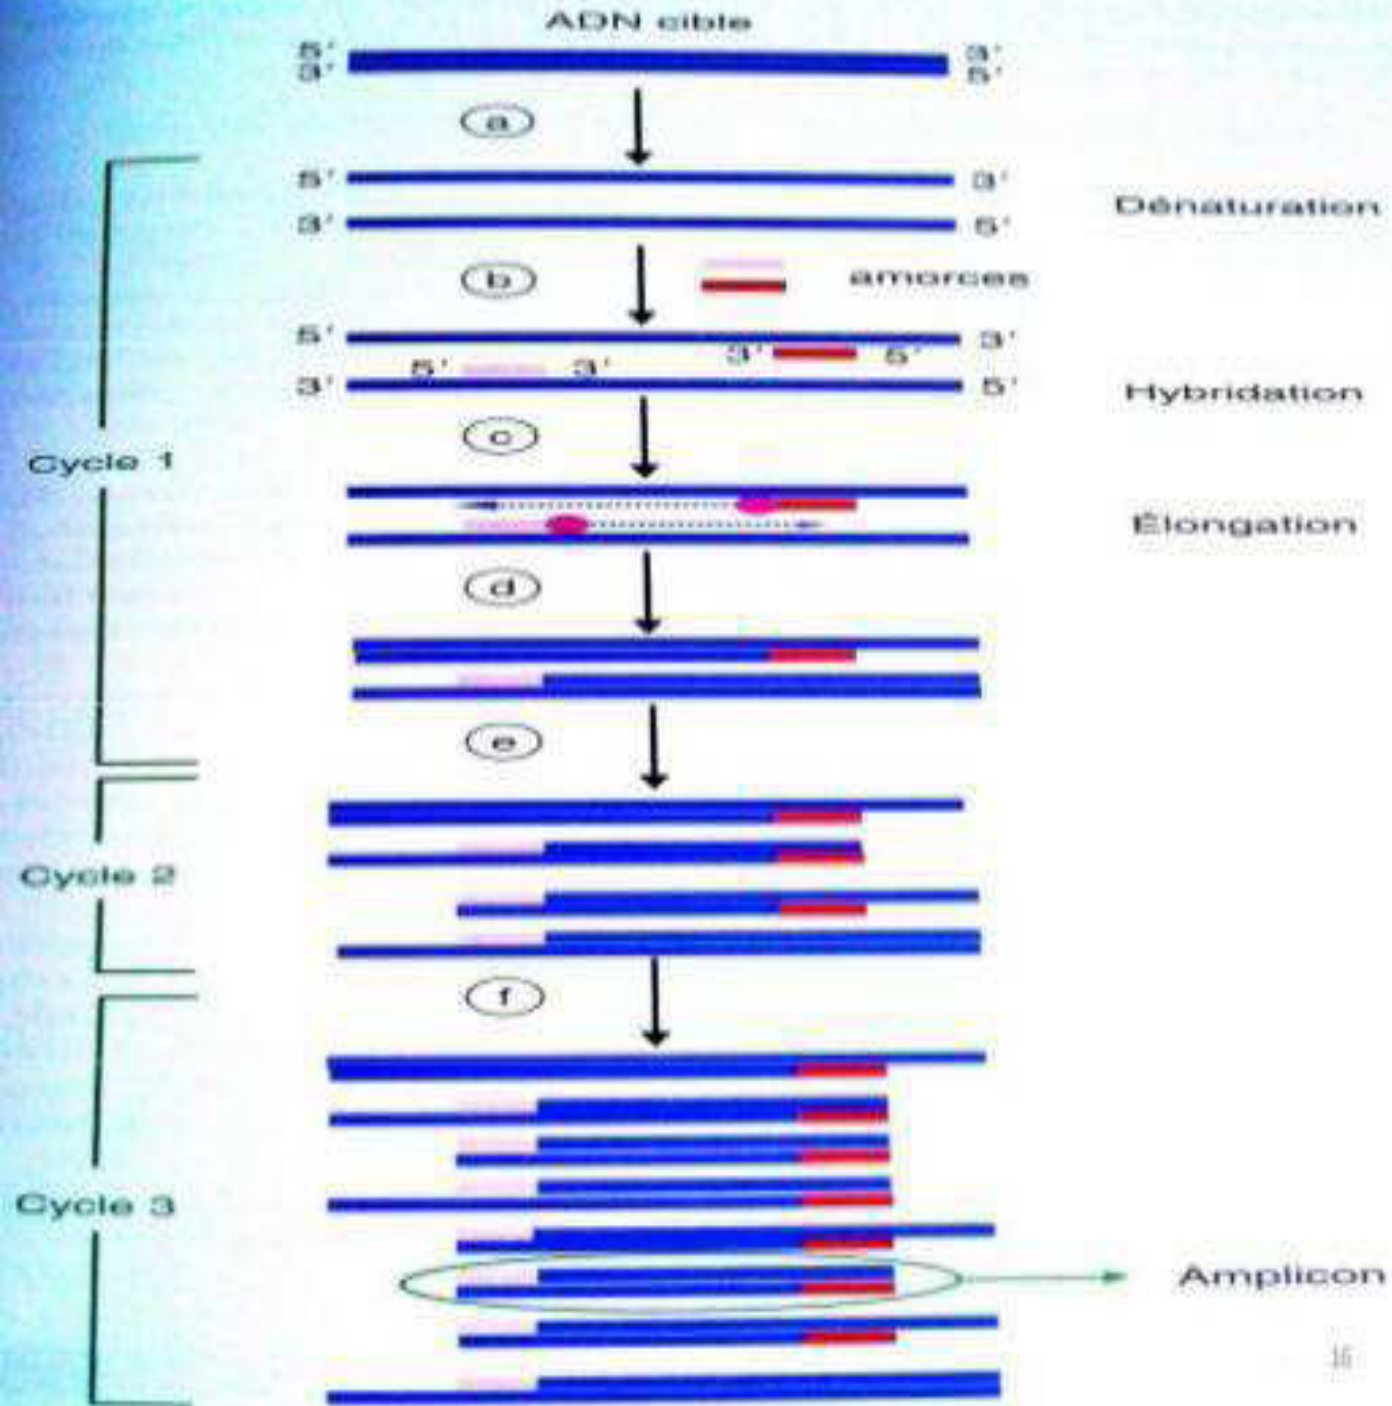 ADN cible
5' 3'
3' 5'
a
5' 3'
Dénaturation
3' 5'
b
amorces
5' 3'
3' 5'
5' 3'
3' 5'
Hybridation
c
Cycle 1
Élongation
d
e
Cycle 2
f
Cycle 3
Amplicon
16